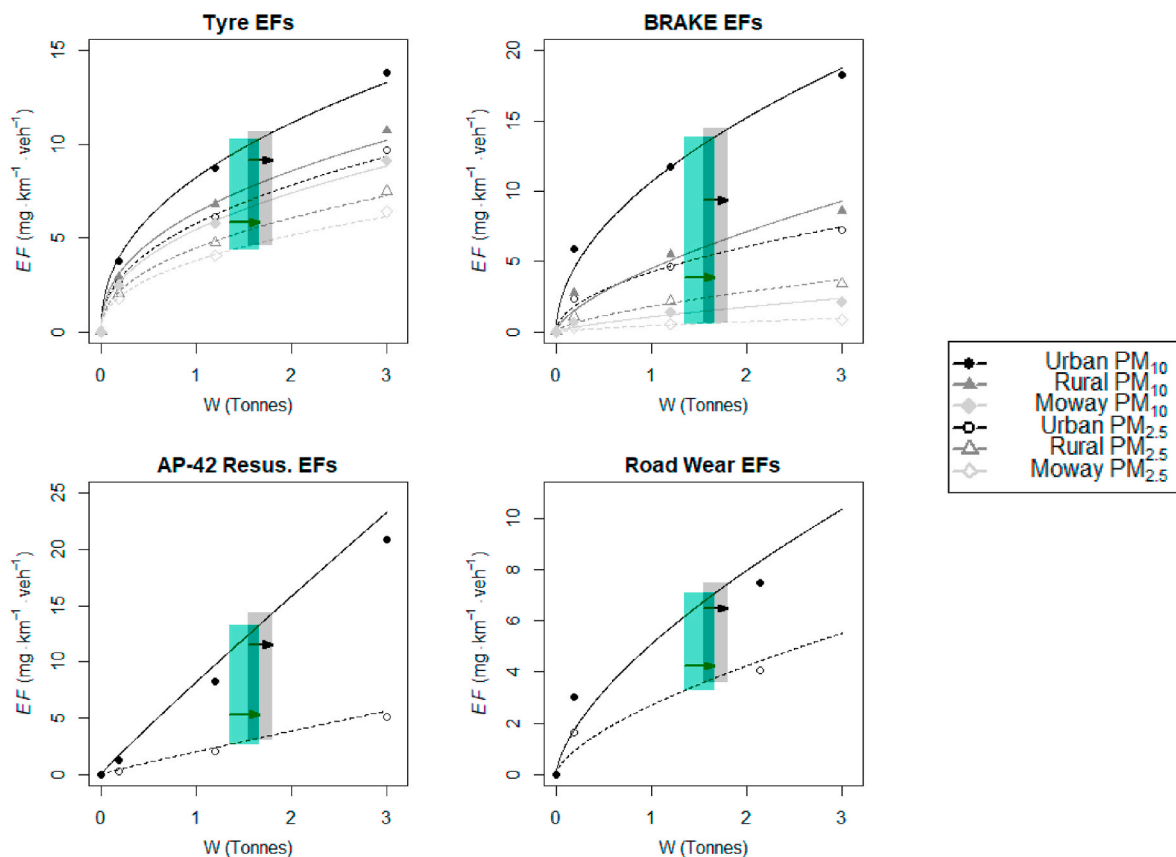 Tyre EFs
15
10
5
0
EF (mg · km⁻¹ · veh⁻¹)
0 1 2 3
W (Tonnes)
BRAKE EFs
20
15
10
5
0
EF (mg · km⁻¹ · veh⁻¹)
0 1 2 3
W (Tonnes)
Urban PM₁₀
Rural PM₁₀
Moway PM₁₀
Urban PM₂.₅
Rural PM₂.₅
Moway PM₂.₅
AP-42 Resus. EFs
25
20
15
10
5
0
EF (mg · km⁻¹ · veh⁻¹)
0 1 2 3
W (Tonnes)
Road Wear EFs
10
8
6
4
2
0
EF (mg · km⁻¹ · veh⁻¹)
0 1 2 3
W (Tonnes)